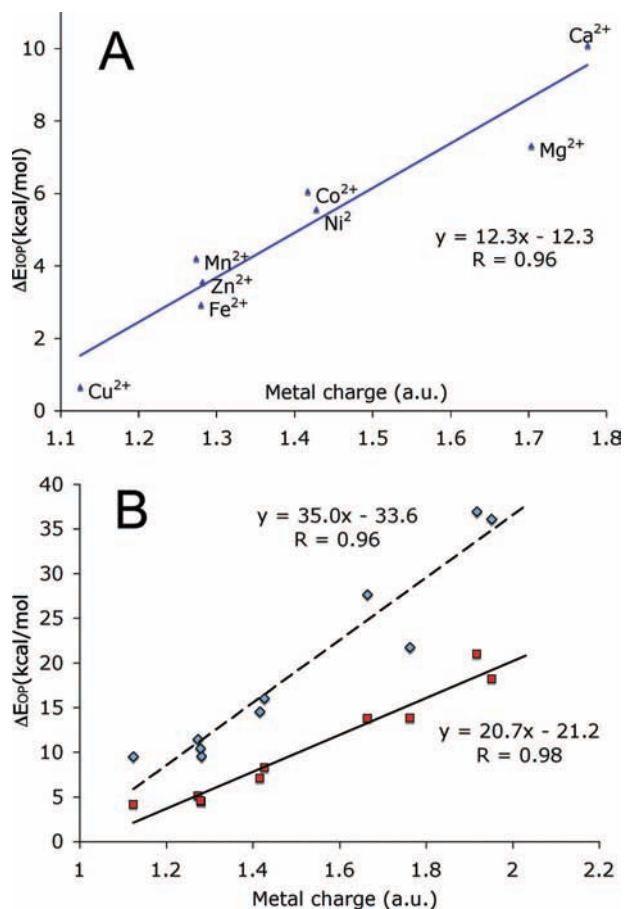 A
ΔE_IOP(kcal/mol)
10
8
6
4
2
0
Ca²⁺
Mg²⁺
Co²⁺
Ni²
Mn²⁺
Zn²⁺
Fe²⁺
Cu²⁺
y = 12.3x - 12.3
R = 0.96
Metal charge (a.u.)
1.1 1.2 1.3 1.4 1.5 1.6 1.7 1.8
B
ΔE_OP(kcal/mol)
40
35
30
25
20
15
10
5
0
y = 35.0x - 33.6
R = 0.96
y = 20.7x - 21.2
R = 0.98
1 1.2 1.4 1.6 1.8 2 2.2
Metal charge (a.u.)